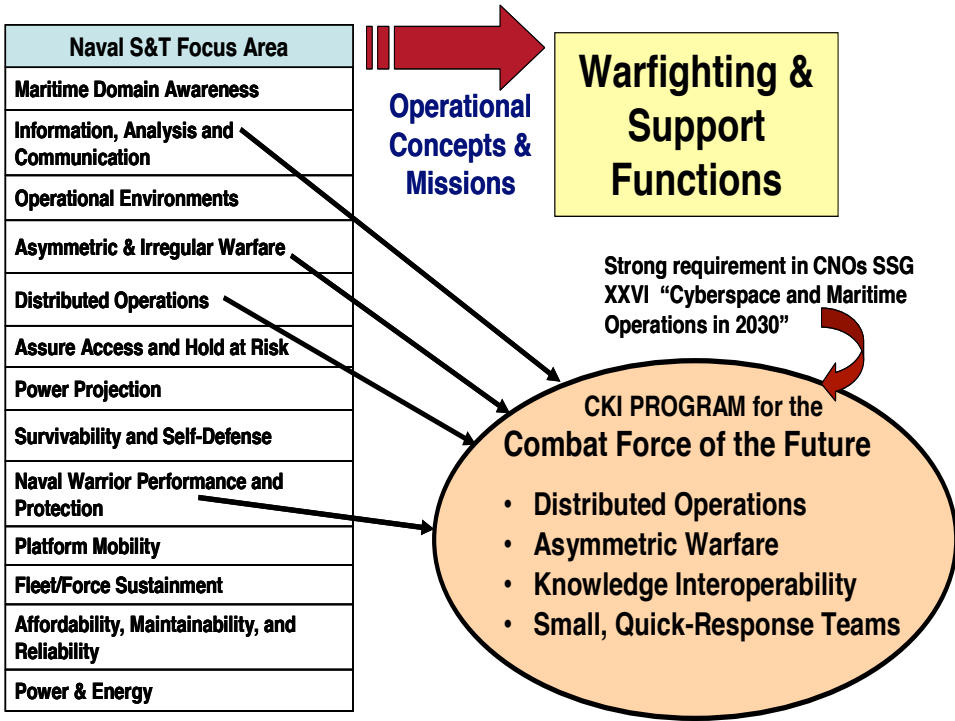 Naval S&T Focus Area
Maritime Domain Awareness
Information, Analysis and
Communication
Operational Environments
Asymmetric & Irregular Warfare
Distributed Operations
Assure Access and Hold at Risk
Power Projection
Survivability and Self-Defense
Naval Warrior Performance and
Protection
Platform Mobility
Fleet/Force Sustainment
Affordability, Maintainability, and
Reliability
Power & Energy
Operational
Concepts &
Missions
Warfighting &
Support
Functions
Strong requirement in CNOs SSG
XXVI “Cyberspace and Maritime
Operations in 2030”
CKI PROGRAM for the
Combat Force of the Future
• Distributed Operations
• Asymmetric Warfare
• Knowledge Interoperability
• Small, Quick-Response Teams